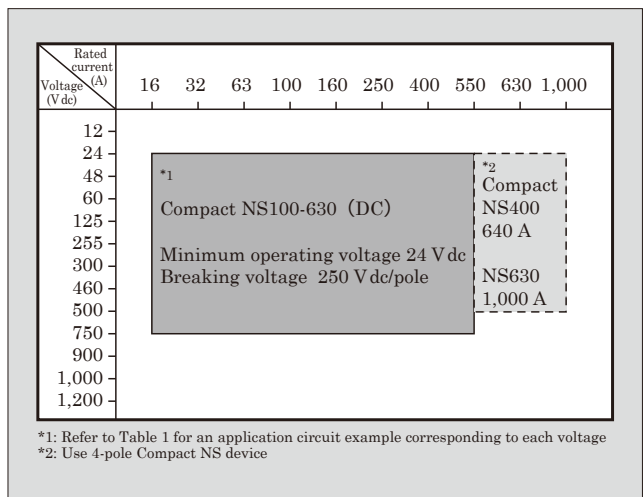 Rated
current
(A)
Voltage
(Vdc)
16 32 63 100 160 250 400 550 630 1,000
12
24
48
60
125
255
300
460
500
750
900
1,000
1,200
*1
Compact NS100-630 (DC)
Minimum operating voltage 24 Vdc
Breaking voltage 250 Vdc/pole
*2
Compact
NS400
640 A
NS630
1,000 A
*1: Refer to Table 1 for an application circuit example corresponding to each voltage
*2: Use 4-pole Compact NS device